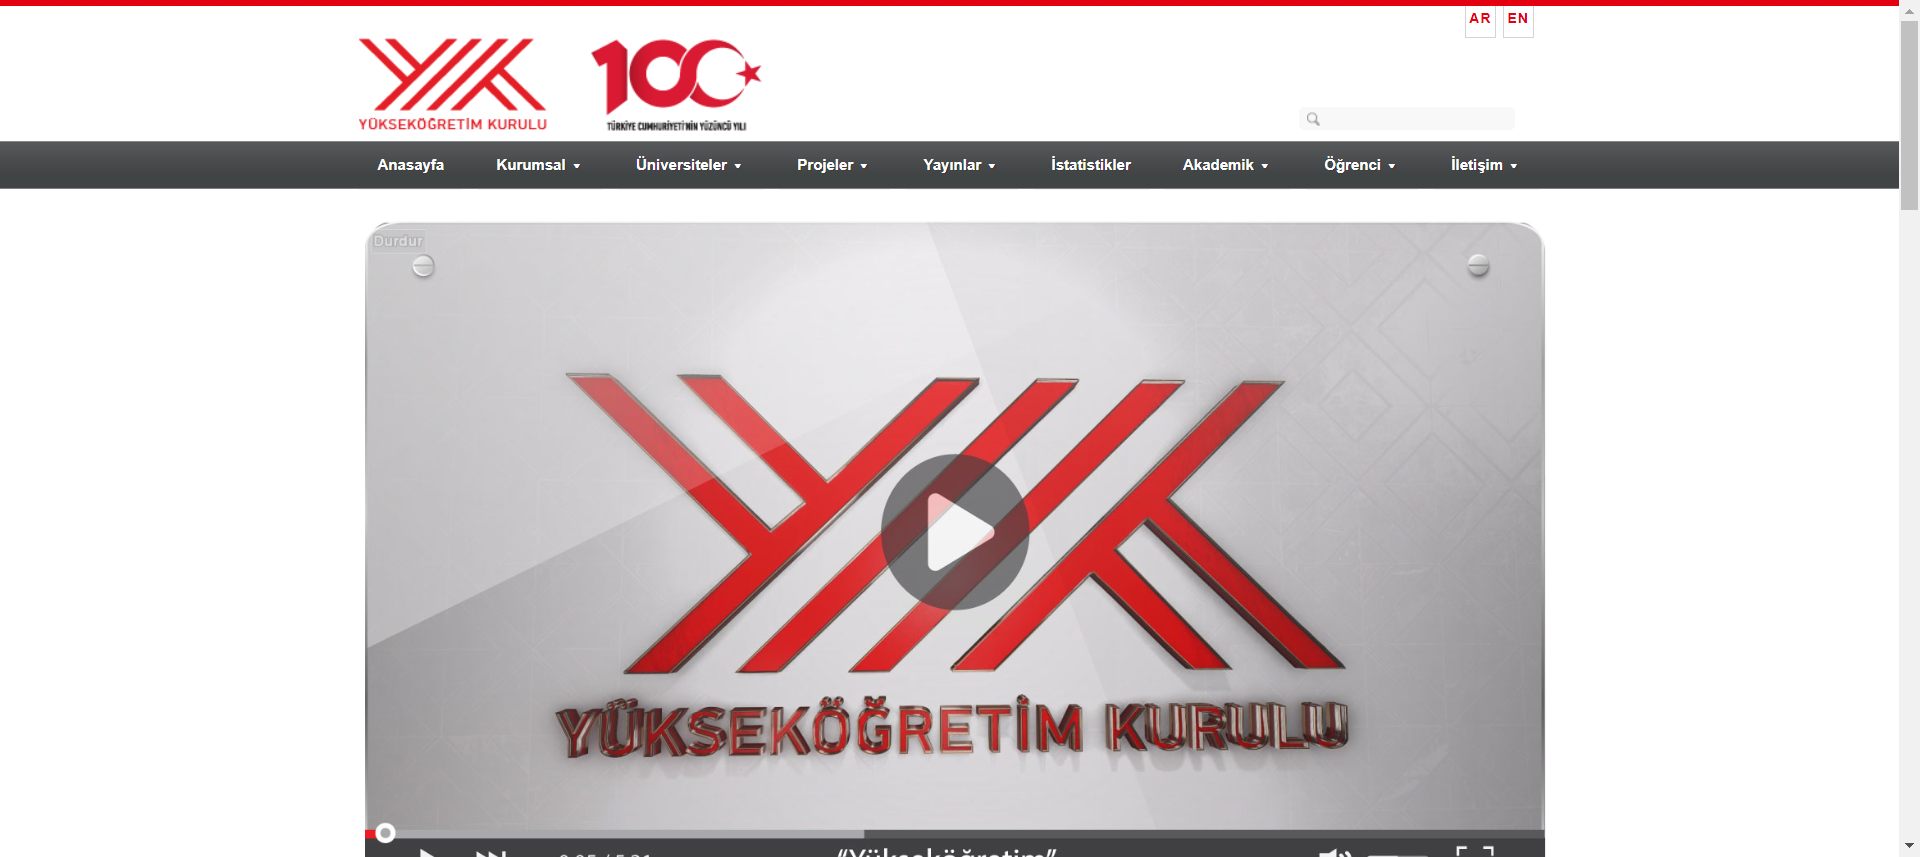 AR EN
YÜKSEKÖĞRETİM KURULU
100
TÜRKİYE CUMHURİYETİ'NİN YÜZÜNCÜ YILI
Anasayfa Kurumsal Üniversiteler Projeler Yayınlar İstatistikler Akademik Öğrenci İletişim
Durdur
YÜKSEKÖĞRETİM KURULU
"Yükseköğretim"